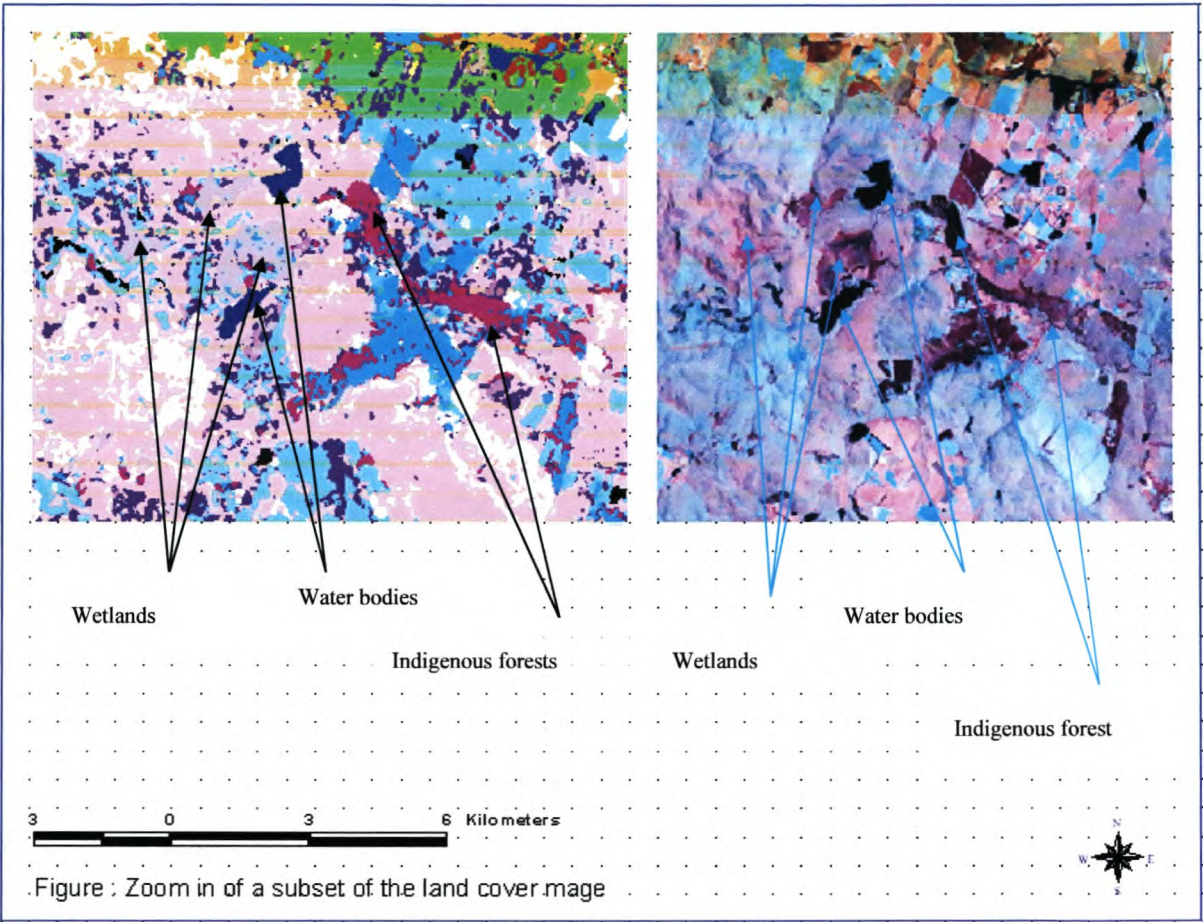 Wetlands
Water bodies
Indigenous forests
Wetlands
Water bodies
Indigenous forest
3 0 3 6 Kilometers
N
W E
S
Figure : Zoom in of a subset of the land cover mage